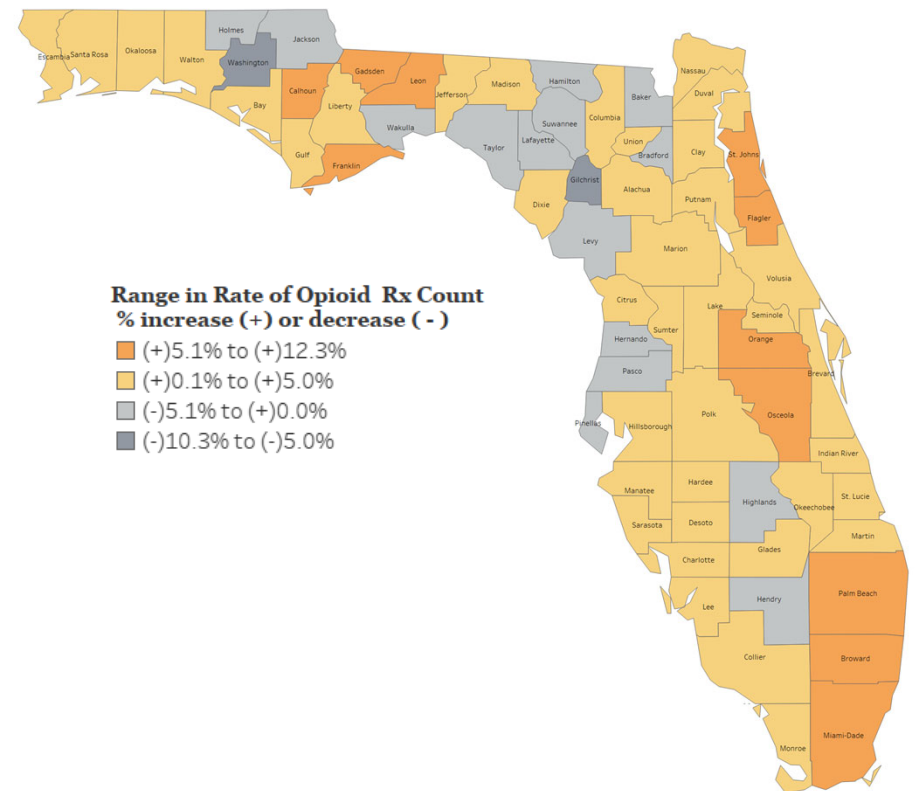 Holmes
Jackson
Escambia
Santa Rosa
Okaloosa
Walton
Washington
Bay
Calhoun
Gadsden
Leon
Liberty
Gulf
Franklin
Wakulla
Jefferson
Madison
Hamilton
Taylor
Lafayette
Suwannee
Columbia
Baker
Nassau
Duval
Union
Bradford
Clay
St. Johns
Gilchrist
Dixie
Alachua
Putnam
Flagler
Levy
Marion
Volusia
Range in Rate of Opioid Rx Count
% increase (+) or decrease ( - )
(+)5.1% to (+)12.3%
(+)0.1% to (+)5.0%
(-)5.1% to (+)0.0%
(-)10.3% to (-)5.0%
Citrus
Sumter
Lake
Seminole
Hernando
Orange
Pasco
Brevard
Pinellas
Hillsborough
Polk
Osceola
Indian River
Manatee
Hardee
Highlands
Okeechobee
St. Lucie
Sarasota
Desoto
Martin
Charlotte
Glades
Lee
Hendry
Palm Beach
Collier
Broward
Monroe
Miami-Dade